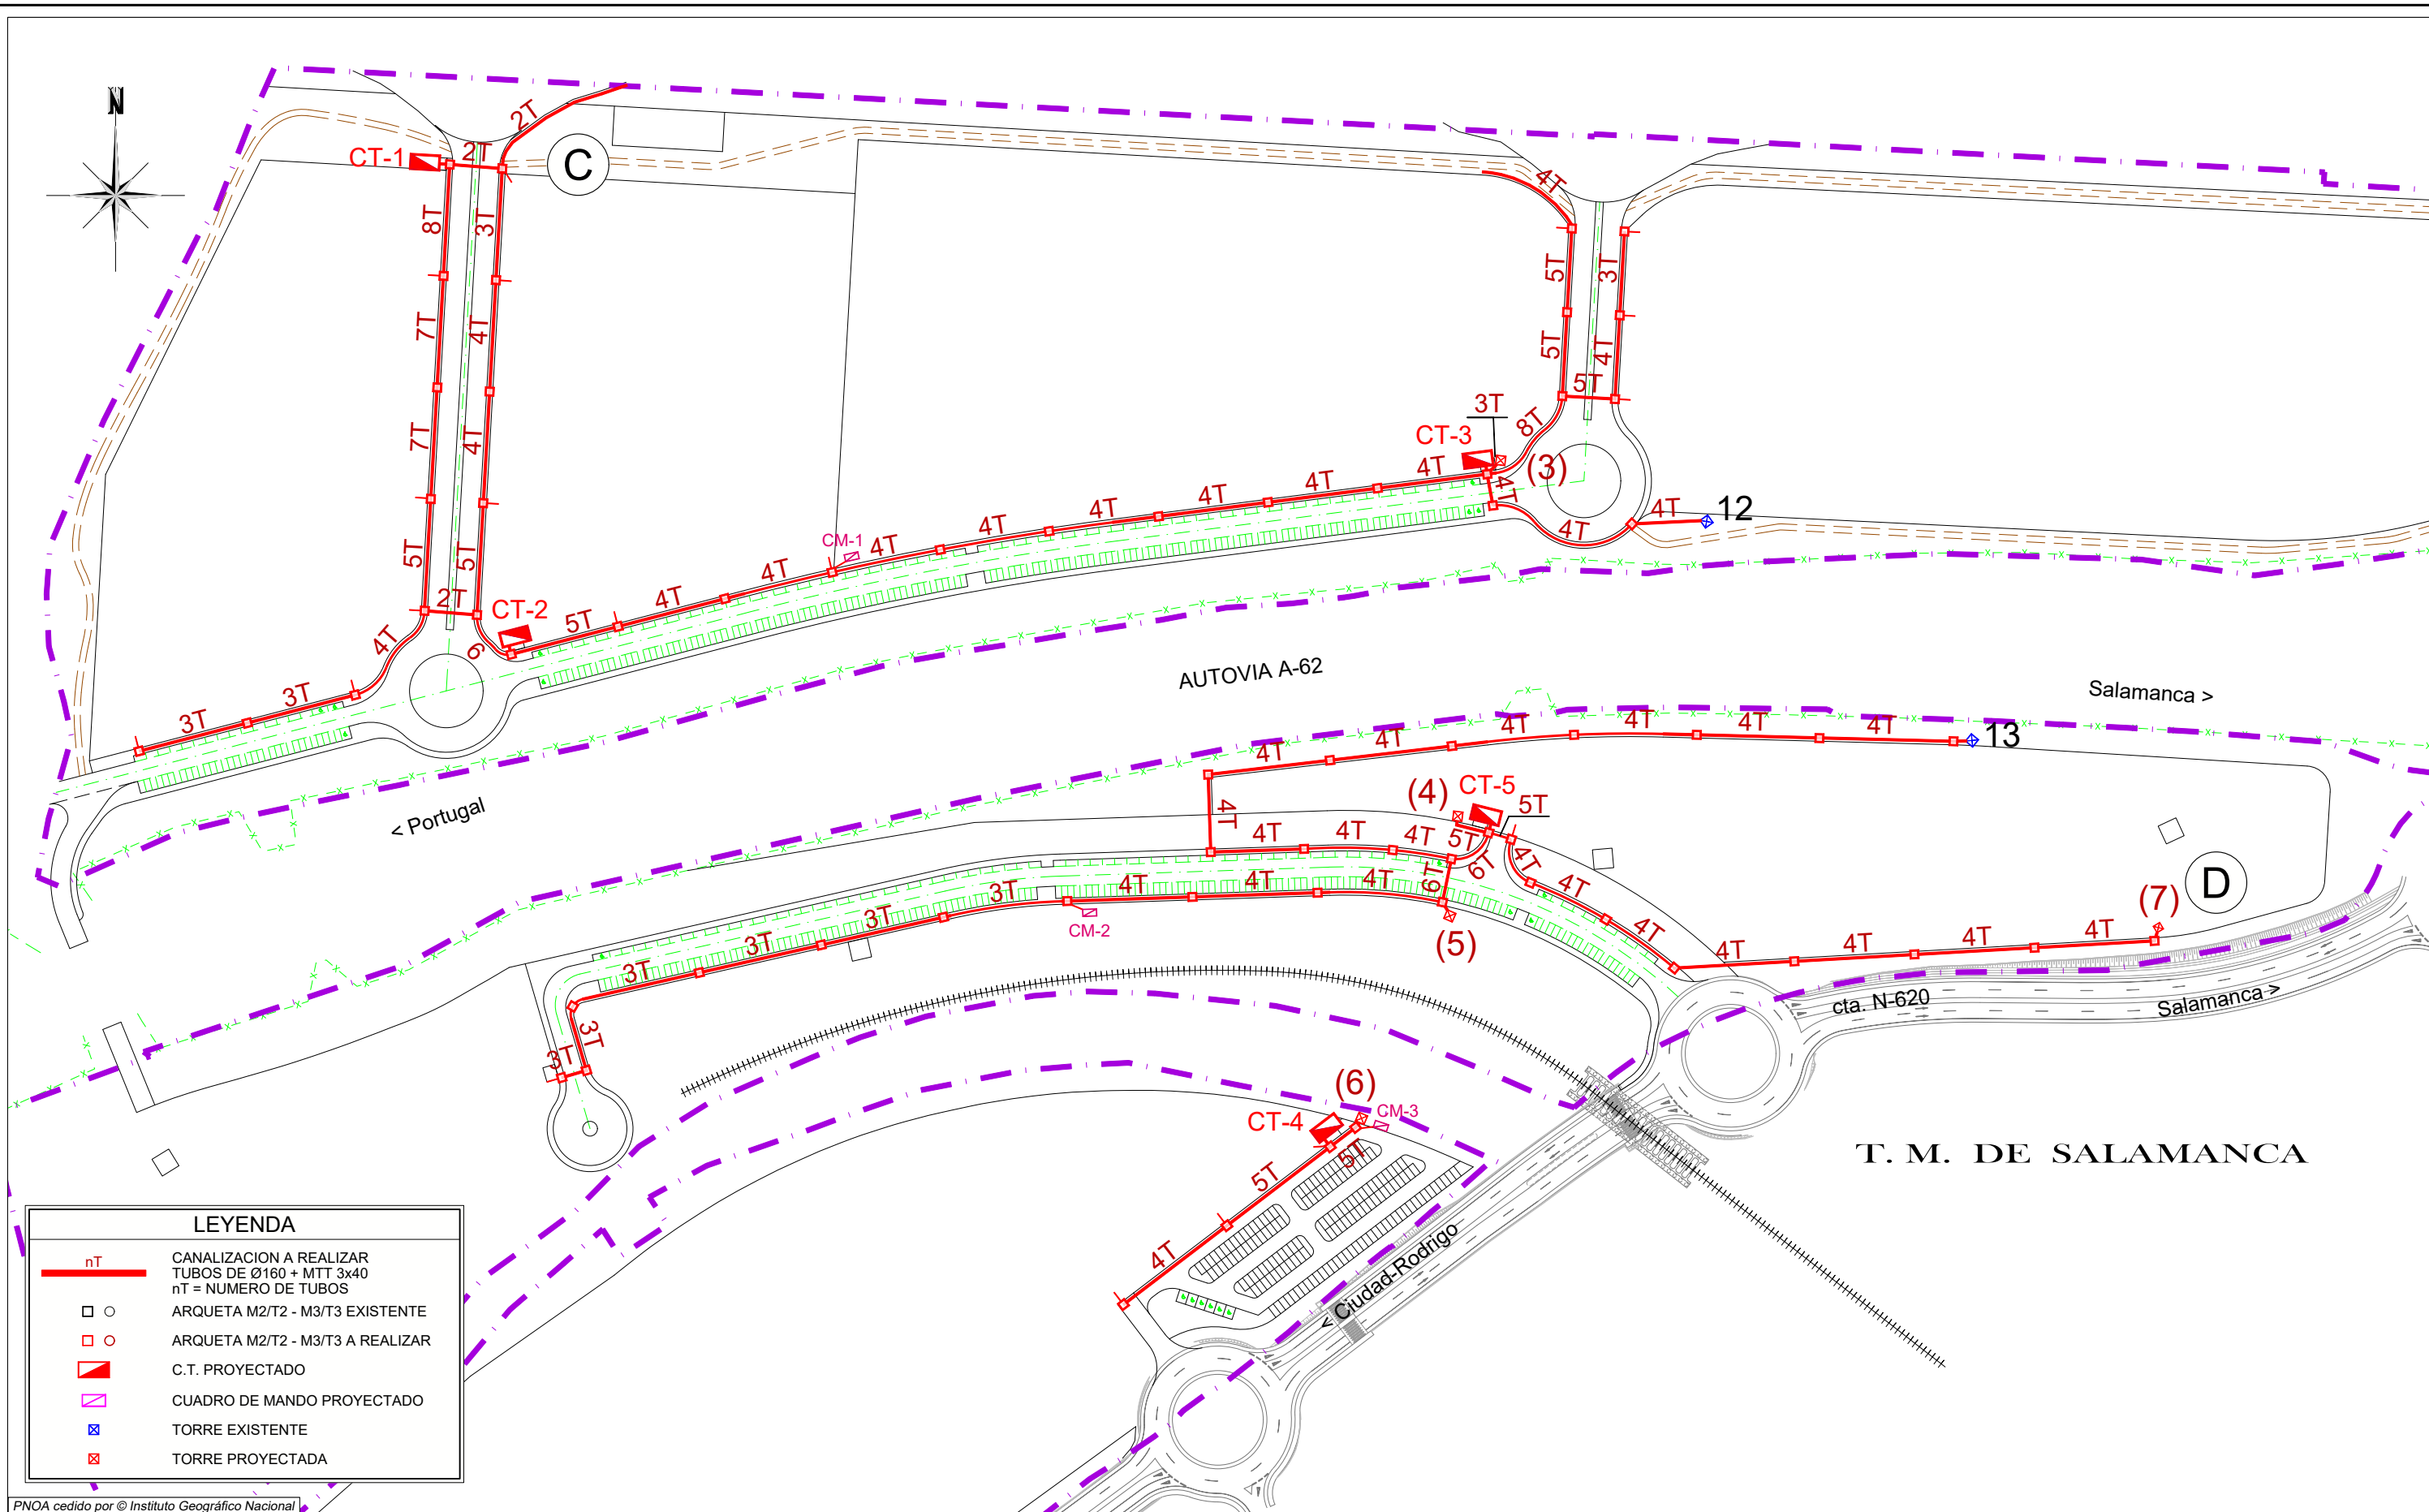 N
2T
CT-1
2T
C
8T
3T
7T
4T
7T
4T
5T
5T
2T
CT-2
4T
6
3T
3T
5T
4T
4T
CM-1
4T
4T
4T
4T
4T
4T
CT-3
3T
(3)
8T
4T
5T
3T
5T
4T
5T
4T
4T
4T
12
AUTOVIA A-62
Salamanca >
< Portugal
4T
4T
4T
4T
4T
4T
13
4T
(4)
CT-5
5T
4T
4T
4T
5T
6T
6T
4T
4T
4T
3T
3T
3T
3T
4T
4T
4T
CM-2
(5)
3T
3T
4T
4T
4T
4T
(7)
D
cta. N-620
Salamanca >
(6)
CT-4
CM-3
5T
5T
4T
< Ciudad-Rodrigo
T. M. DE SALAMANCA
LEYENDA
nT
CANALIZACION A REALIZAR
TUBOS DE Ø160 + MTT 3x40
nT = NUMERO DE TUBOS
ARQUETA M2/T2 - M3/T3 EXISTENTE
ARQUETA M2/T2 - M3/T3 A REALIZAR
C.T. PROYECTADO
CUADRO DE MANDO PROYECTADO
TORRE EXISTENTE
TORRE PROYECTADA
PNOA cedido por © Instituto Geográfico Nacional